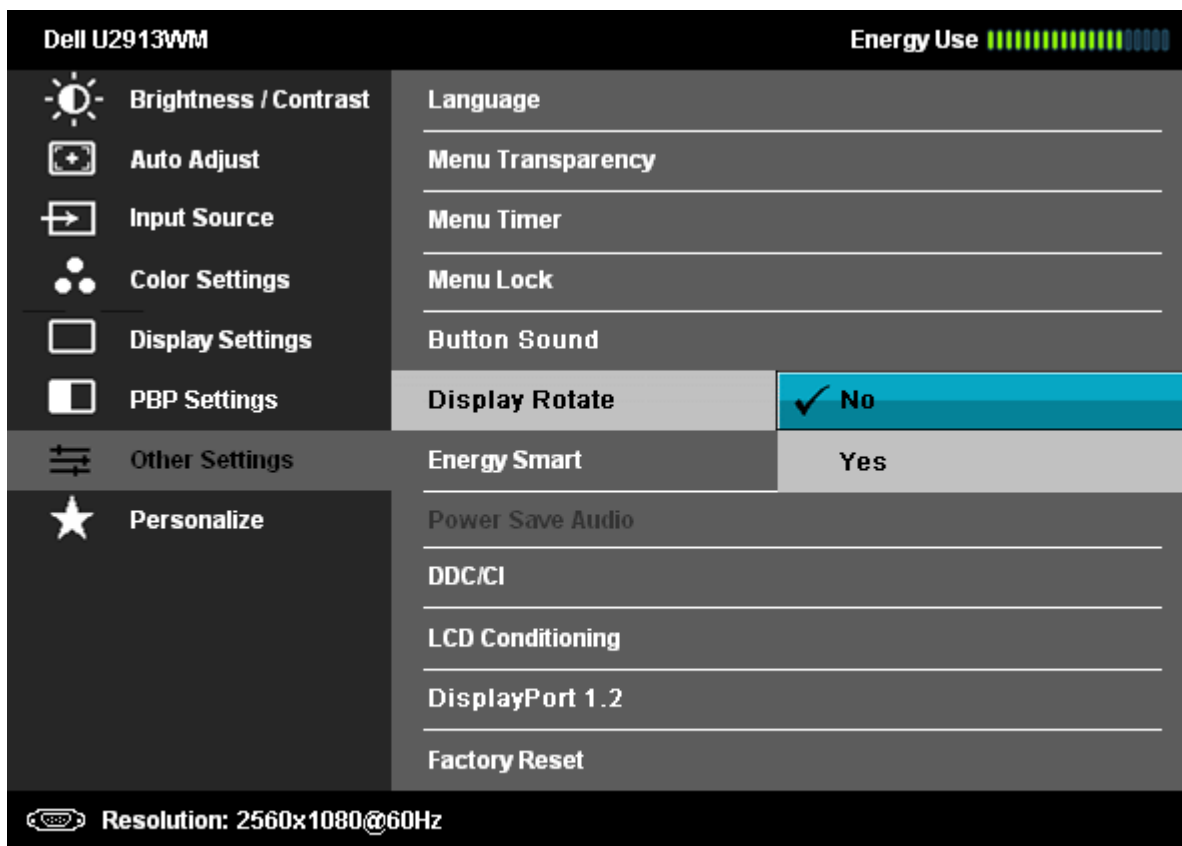 Dell U2913WM
Energy Use
Brightness / Contrast
Auto Adjust
Input Source
Color Settings
Display Settings
PBP Settings
Other Settings
Personalize
Language
Menu Transparency
Menu Timer
Menu Lock
Button Sound
Display Rotate
No
Energy Smart
Yes
Power Save Audio
DDC/CI
LCD Conditioning
DisplayPort 1.2
Factory Reset
Resolution: 2560x1080@60Hz